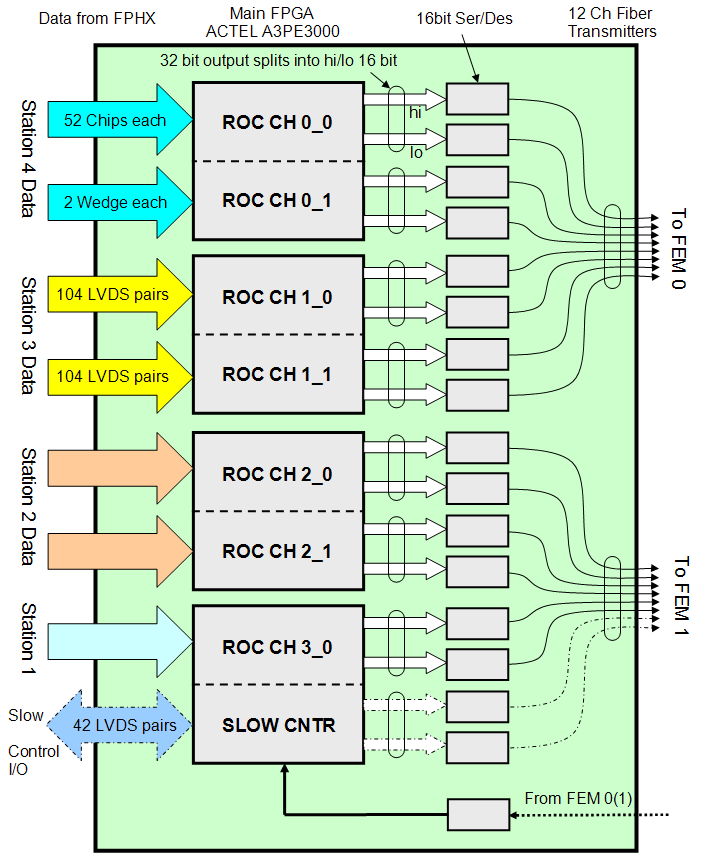 Data from FPHX
Main FPGA
ACTEL A3PE3000
16bit Ser/Des
12 Ch Fiber
Transmitters
32 bit output splits into hi/lo 16 bit
Station 4 Data
52 Chips each
ROC CH 0_0
hi
lo
2 Wedge each
ROC CH 0_1
To FEM 0
Station 3 Data
104 LVDS pairs
ROC CH 1_0
104 LVDS pairs
ROC CH 1_1
Station 2 Data
ROC CH 2_0
ROC CH 2_1
To FEM 1
Station 1
ROC CH 3_0
Slow
Control
I/O
42 LVDS pairs
SLOW CNTR
From FEM 0(1)